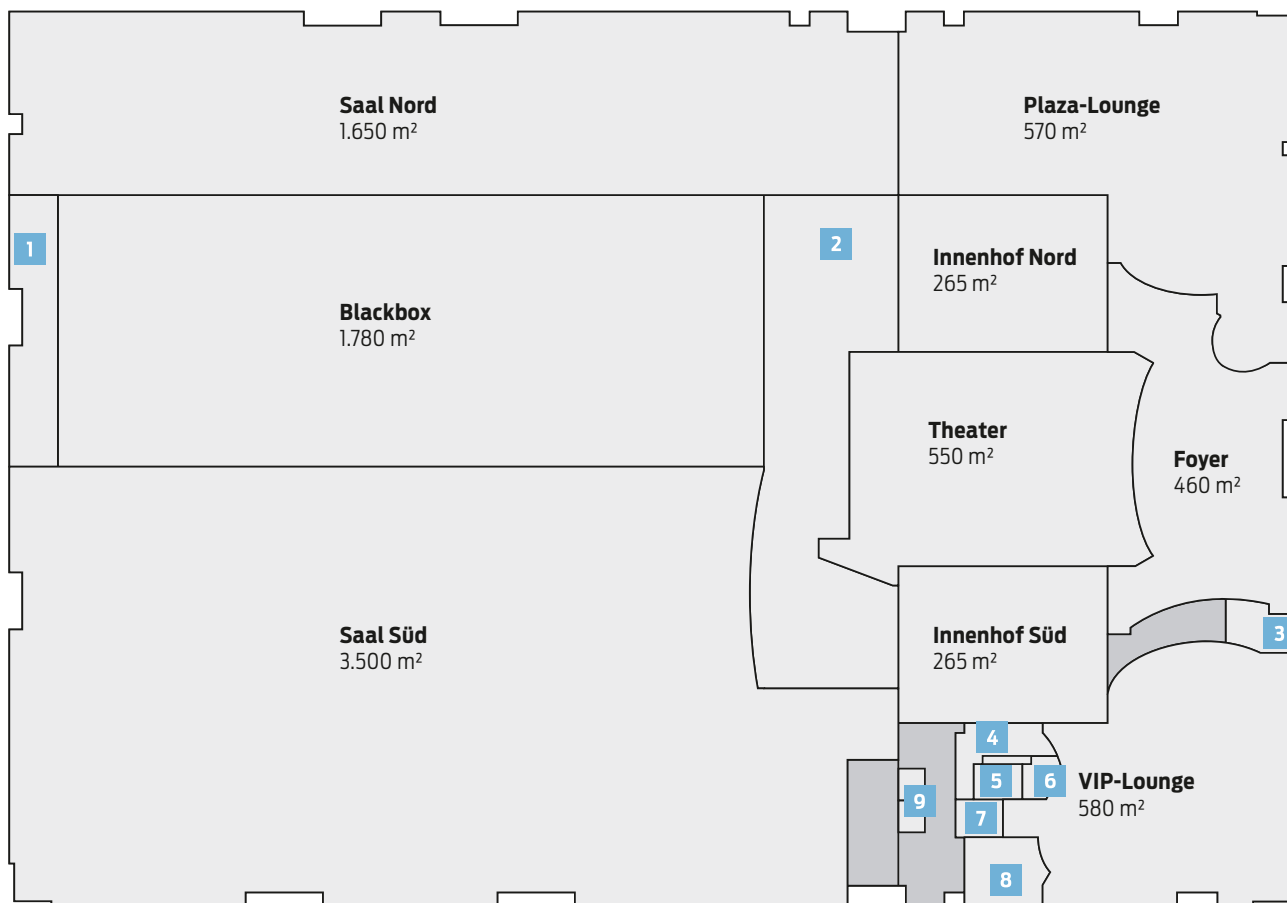 Saal Nord
1.650 m²
Plaza-Lounge
570 m²
1
2
Innenhof Nord
265 m²
Blackbox
1.780 m²
Theater
550 m²
Foyer
460 m²
Saal Süd
3.500 m²
Innenhof Süd
265 m²
3
4
5
6
VIP-Lounge
580 m²
9
7
8